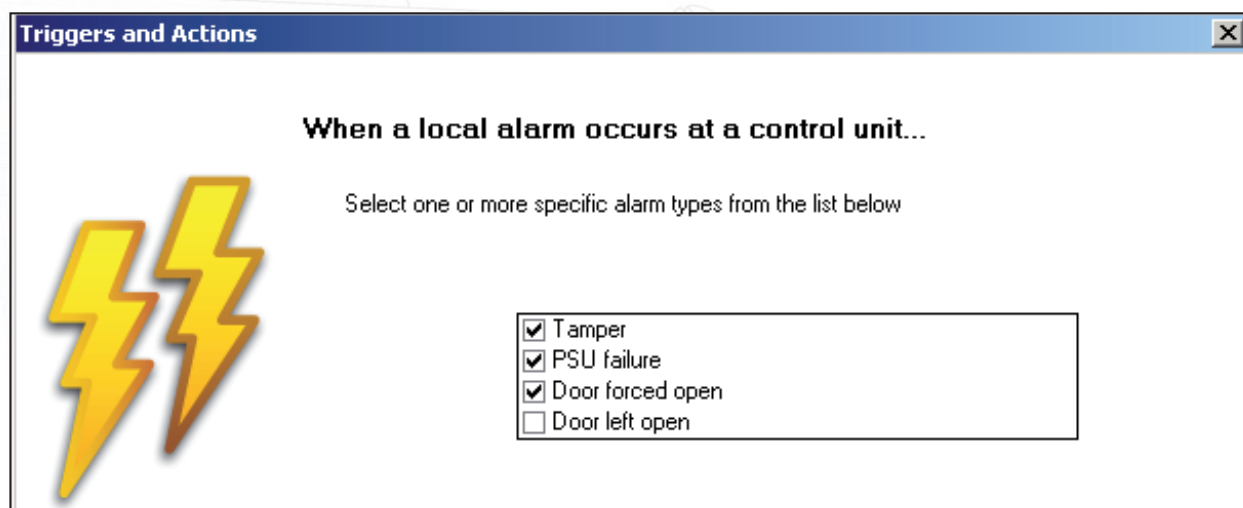 Triggers and Actions
When a local alarm occurs at a control unit...
Select one or more specific alarm types from the list below
Tamper
PSU failure
Door forced open
Door left open